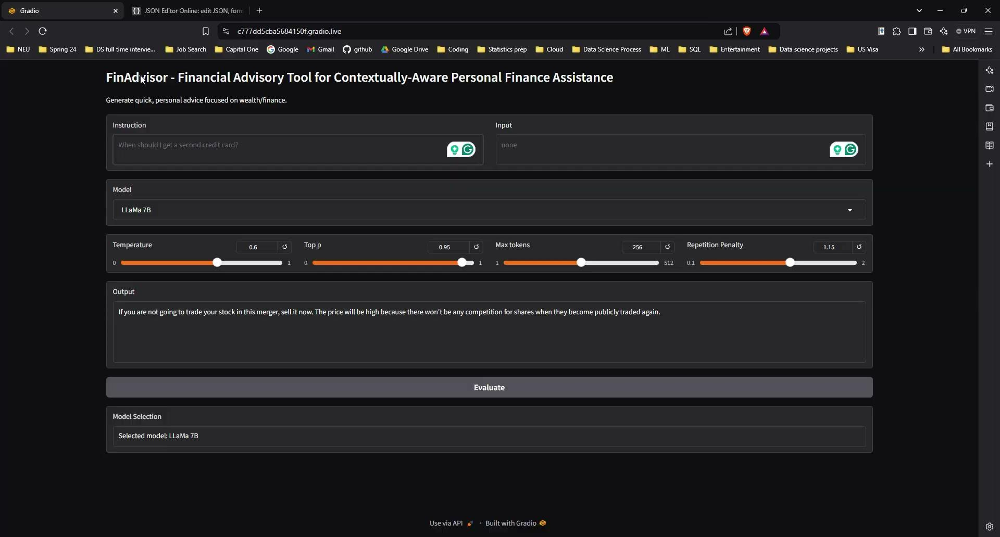 Gradio
JSON Editor Online: edit JSON, form
c777dd5cba5684150f.gradio.live
VPN
NEU Spring 24 DS full time intervie... Job Search Capital One Google Gmail github Google Drive Coding Statistics prep Cloud Data Science Process ML SQL Entertainment Data science projects US Visa » All Bookmarks
FinAdvisor - Financial Advisory Tool for Contextually-Aware Personal Finance Assistance
Generate quick, personal advice focused on wealth/finance.
Instruction Input
When should I get a second credit card? none
Model
LLaMa 7B
Temperature 0.6 Top p 0.95 Max tokens 256 Repetition Penalty 1.15
0 1 0 1 1 512 0.1 2
Output
If you are not going to trade your stock in this merger, sell it now. The price will be high because there won't be any competition for shares when they become publicly traded again.
Evaluate
Model Selection
Selected model: LLaMa 7B
Use via API · Built with Gradio